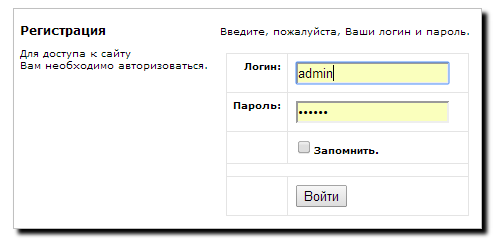 Регистрация
Для доступа к сайту
Вам необходимо авторизоваться.
Введите, пожалуйста, Ваши логин и пароль.
Логин: admin
Пароль: ••••••
Запомнить.
Войти